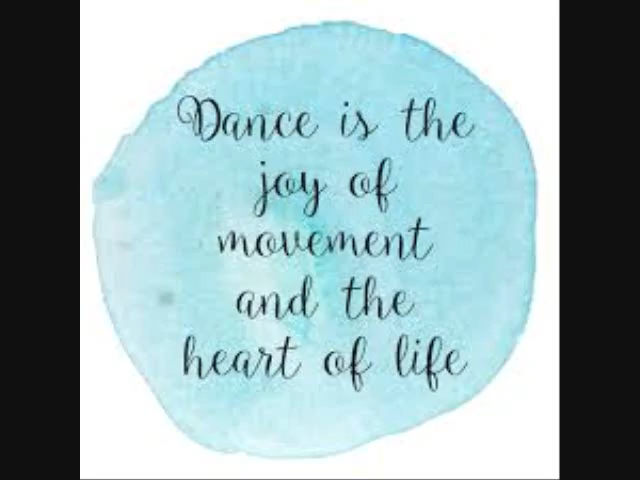 Dance is the
joy of
movement
and the
heart of life